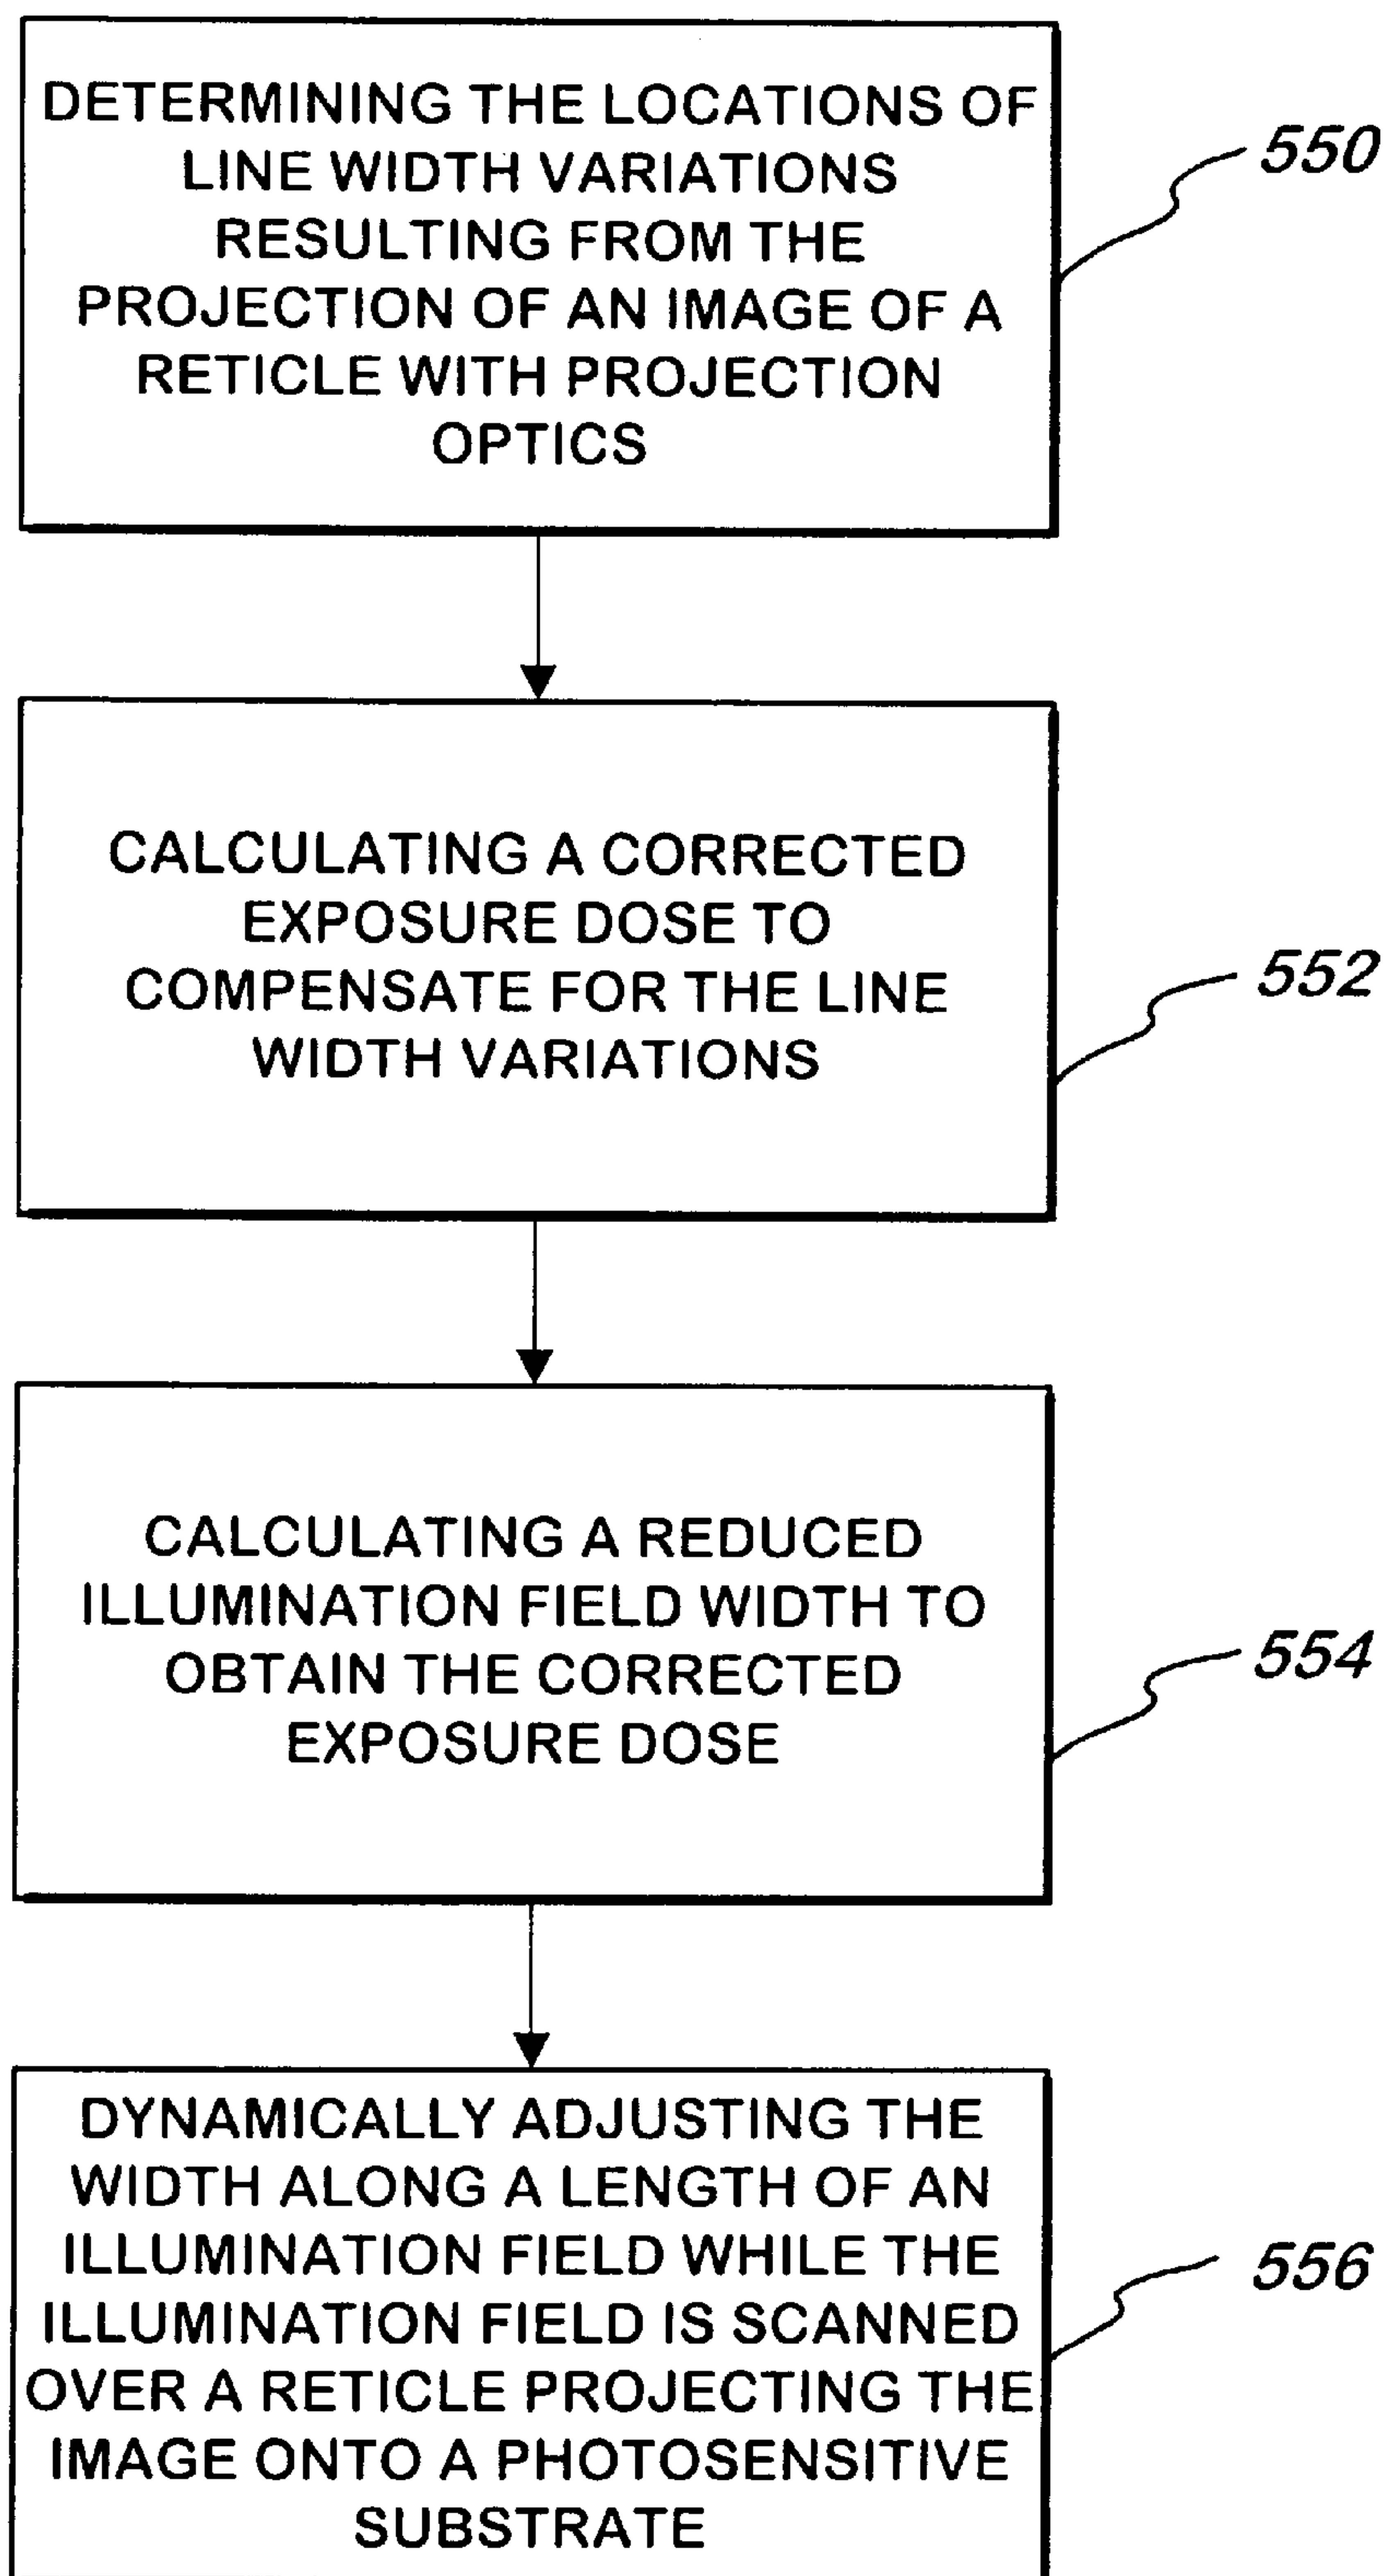 DETERMINING THE LOCATIONS OF
LINE WIDTH VARIATIONS
RESULTING FROM THE
PROJECTION OF AN IMAGE OF A
RETICLE WITH PROJECTION
OPTICS
550
CALCULATING A CORRECTED
EXPOSURE DOSE TO
COMPENSATE FOR THE LINE
WIDTH VARIATIONS
552
CALCULATING A REDUCED
ILLUMINATION FIELD WIDTH TO
OBTAIN THE CORRECTED
EXPOSURE DOSE
554
DYNAMICALLY ADJUSTING THE
WIDTH ALONG A LENGTH OF AN
ILLUMINATION FIELD WHILE THE
ILLUMINATION FIELD IS SCANNED
OVER A RETICLE PROJECTING THE
IMAGE ONTO A PHOTOSENSITIVE
SUBSTRATE
556